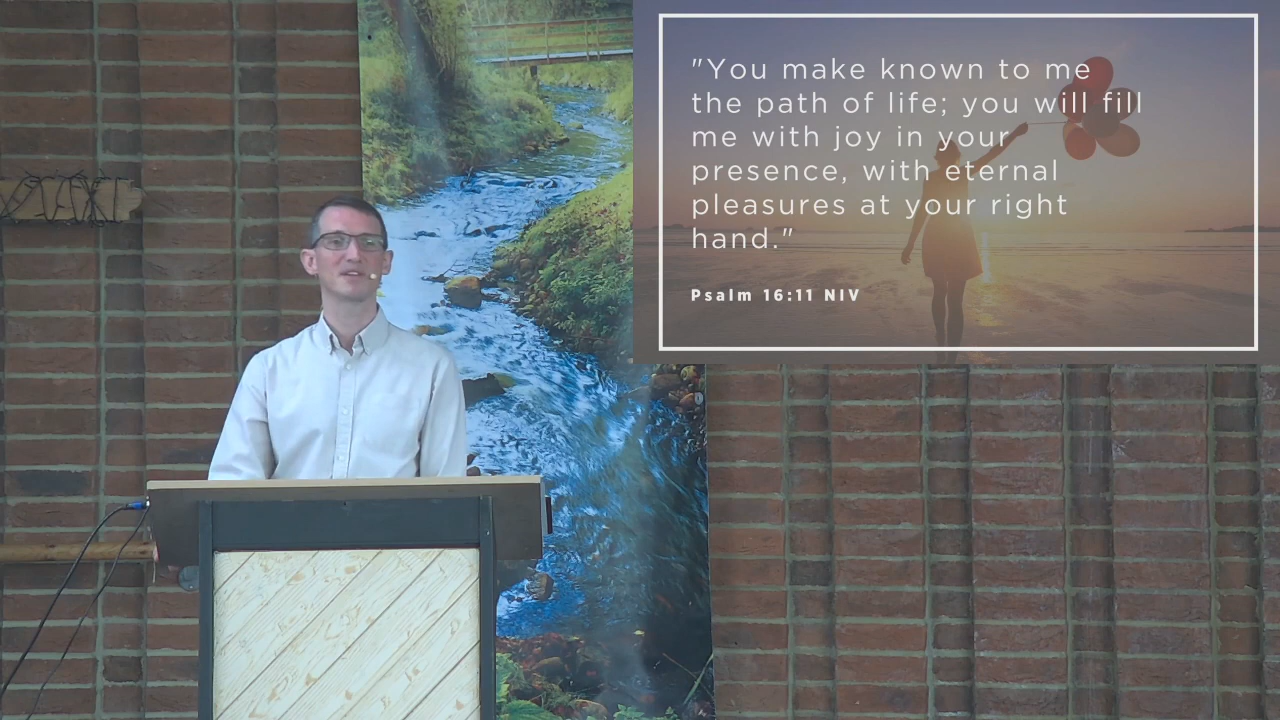 "You make known to me
the path of life; you will fill
me with joy in your
presence, with eternal
pleasures at your right
hand."
Psalm 16:11 NIV